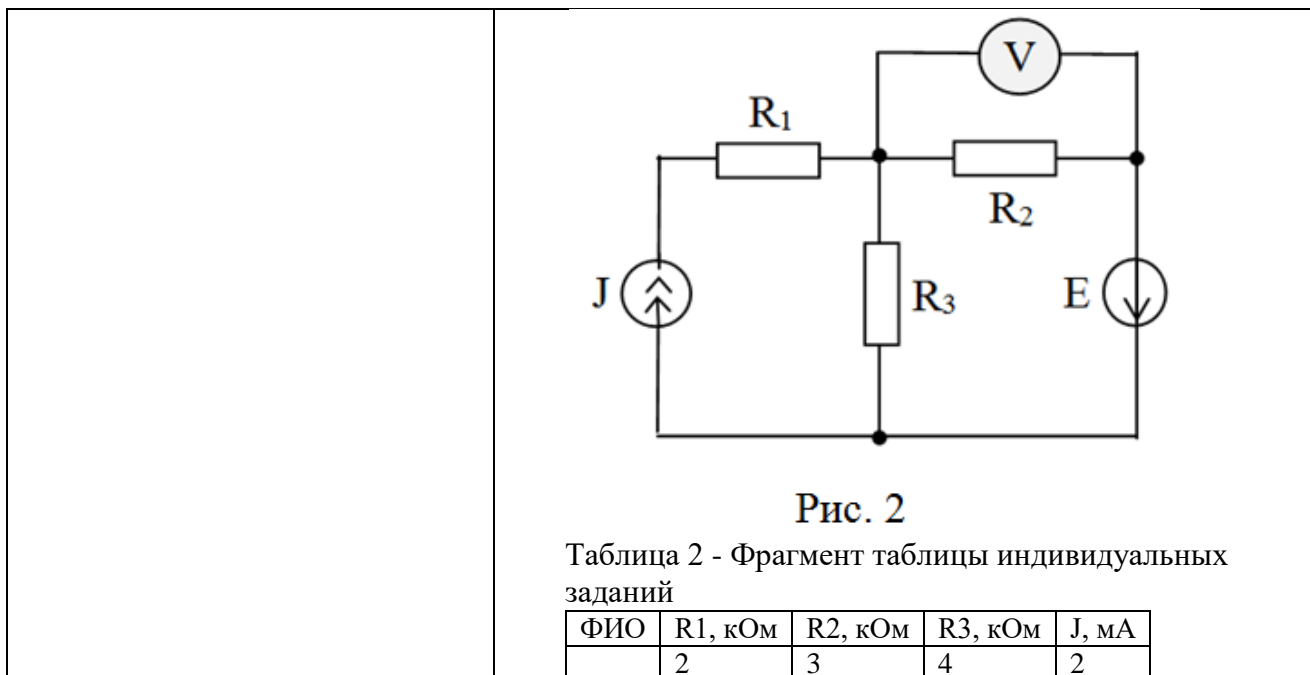 V
R₁
R₂
J
R₃
E
Рис. 2
Таблица 2 - Фрагмент таблицы индивидуальных
заданий
ФИО R1, кОм R2, кОм R3, кОм J, мА
2 3 4 2